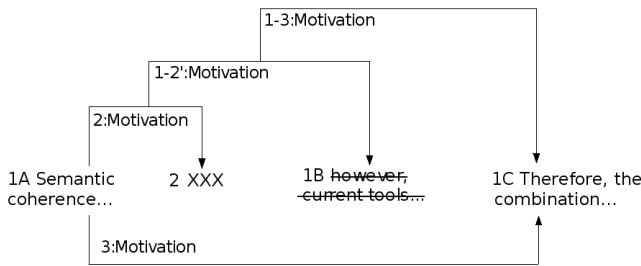 1-3:Motivation
1-2':Motivation
2:Motivation
1A Semantic
coherence...
2 XXX
1B however,
current tools...
1C Therefore, the
combination...
3:Motivation